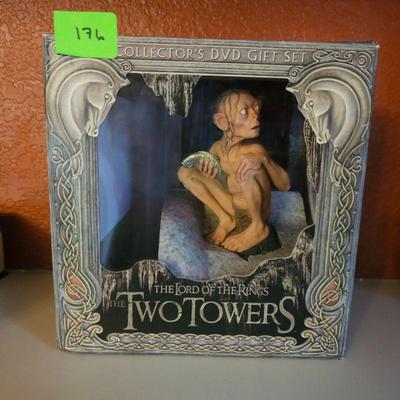 176
COLLECTOR'S DVD GIFT SET
THE LORD OF THE RINGS
THE TWO TOWERS